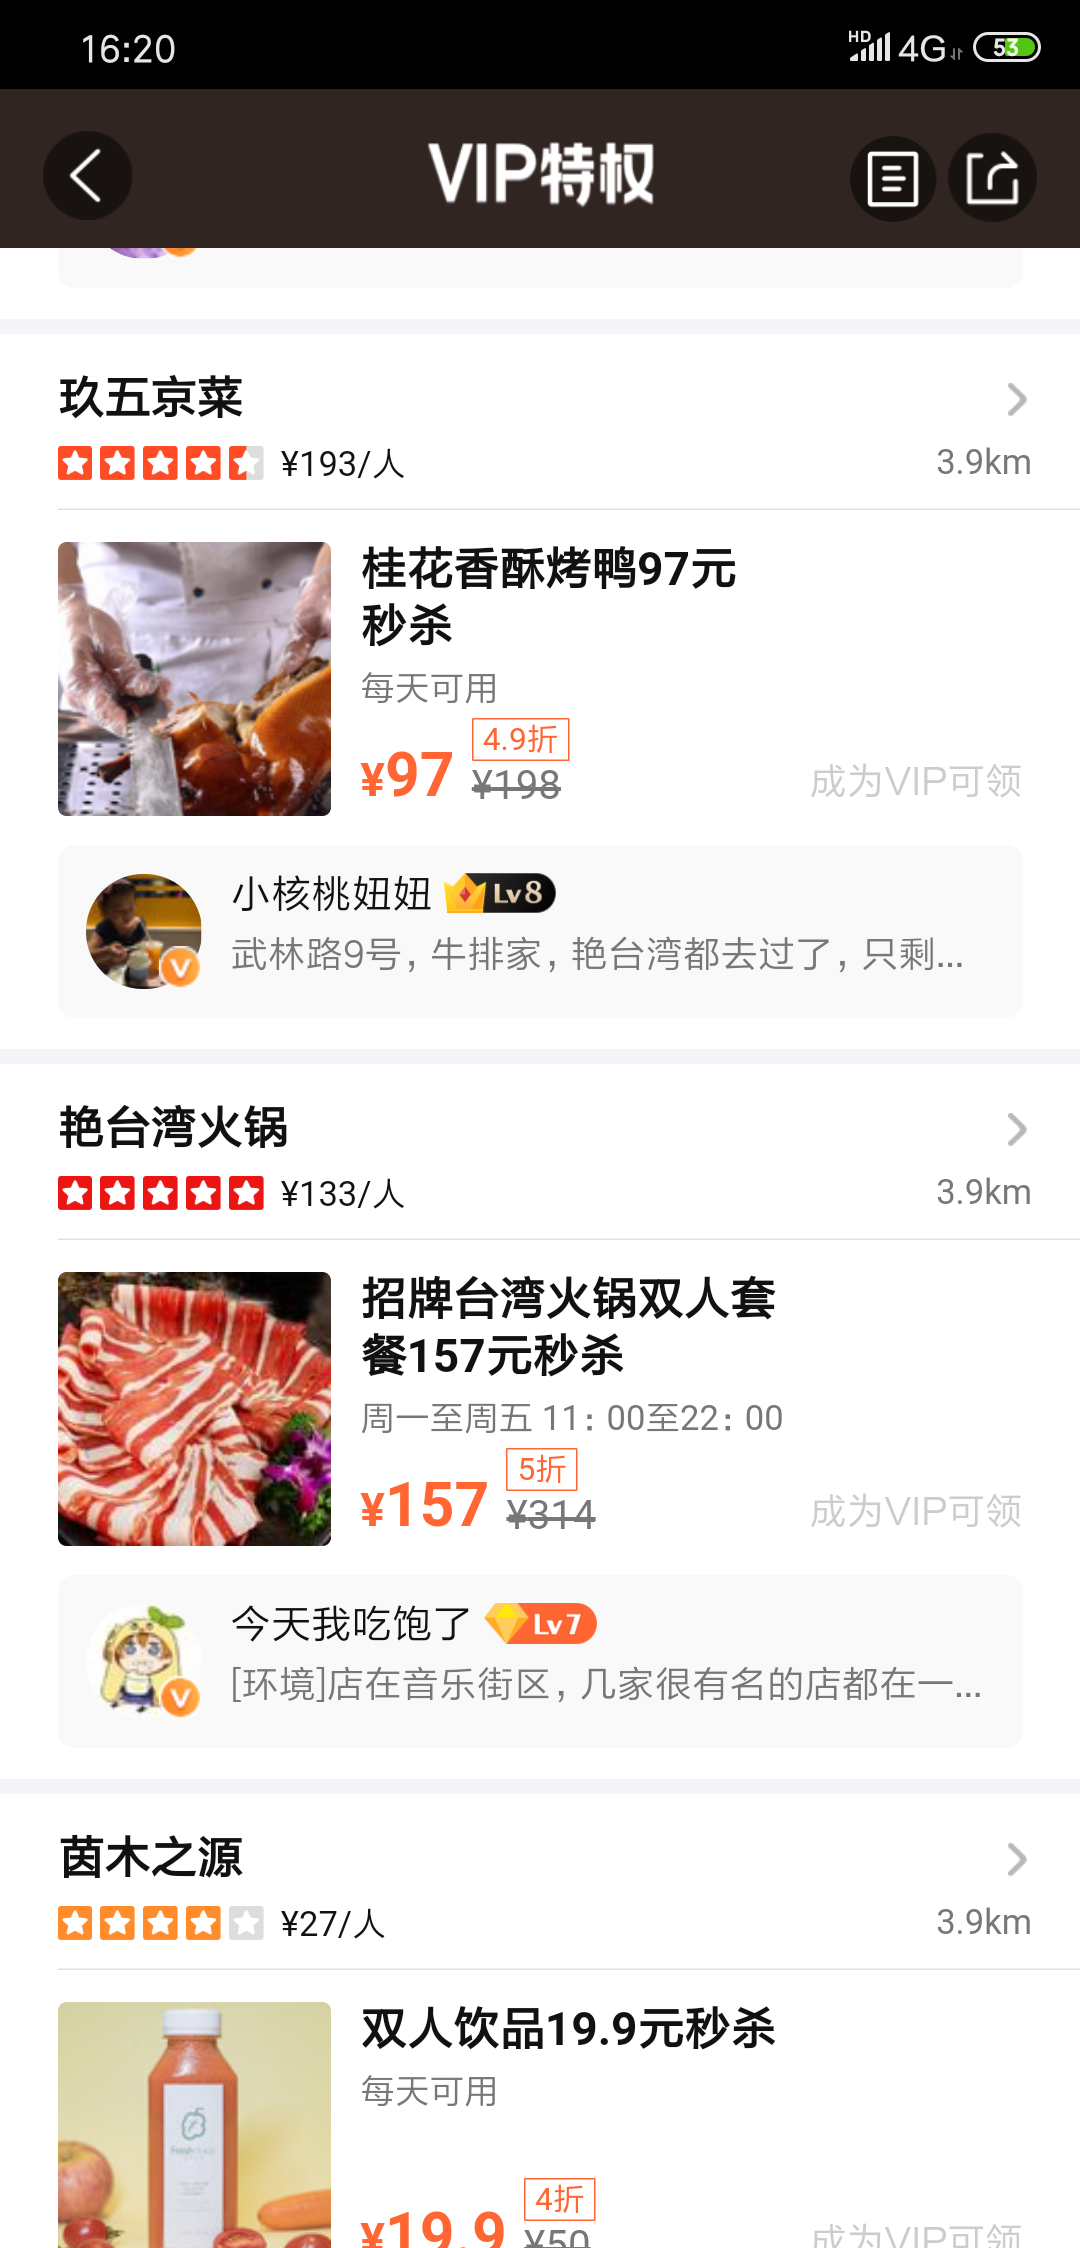 16:20
HD 4G 53
VIP特权
玖五京菜
¥193/人 3.9km
桂花香酥烤鸭97元
秒杀
每天可用
4.9折
¥97 ¥198 成为VIP可领
小核桃妞妞 Lv8
武林路9号，牛排家，艳台湾都去过了，只剩...
艳台湾火锅
¥133/人 3.9km
招牌台湾火锅双人套
餐157元秒杀
周一至周五 11：00至22：00
5折
¥157 ¥314 成为VIP可领
今天我吃饱了 Lv7
[环境]店在音乐街区，几家很有名的店都在一...
茵木之源
¥27/人 3.9km
双人饮品19.9元秒杀
每天可用
4折
¥19.9 ¥50 成为VIP可领